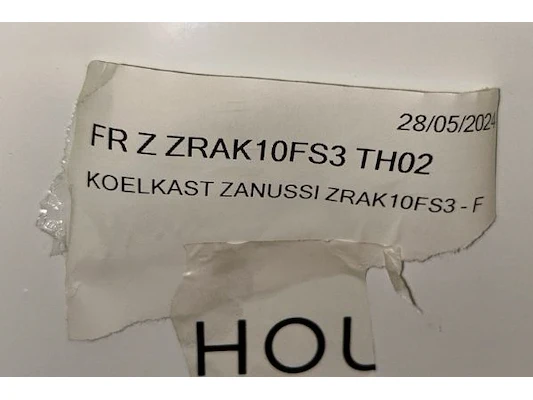 28/05/2024
FR Z ZRAK10FS3 TH02
KOELKAST ZANUSSI ZRAK10FS3 - F
HOU